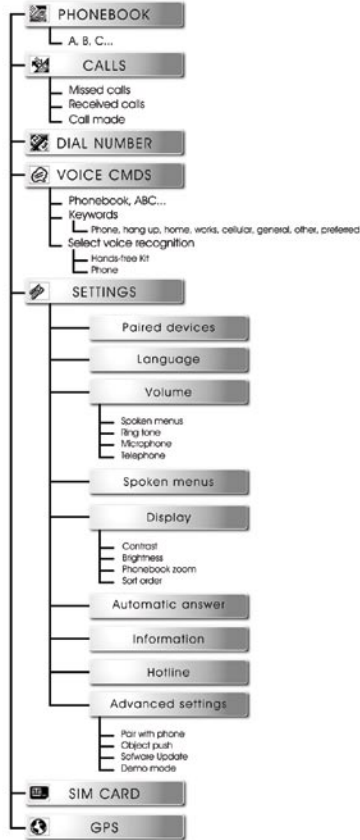 PHONEBOOK
A, B, C...
CALLS
Missed calls
Received calls
Call made
DIAL NUMBER
VOICE CMDS
Phonebook, ABC...
Keywords
Phone, hang up, home, works, cellular, general, other, preferred
Select voice recognition
Hands-free Kit
Phone
SETTINGS
Paired devices
Language
Volume
Spoken menus
Ring tone
Microphone
Telephone
Spoken menus
Display
Contrast
Brightness
Phonebook zoom
Sort order
Automatic answer
Information
Hotline
Advanced settings
Pair with phone
Object push
Sofware Update
Demo mode
SIM CARD
GPS